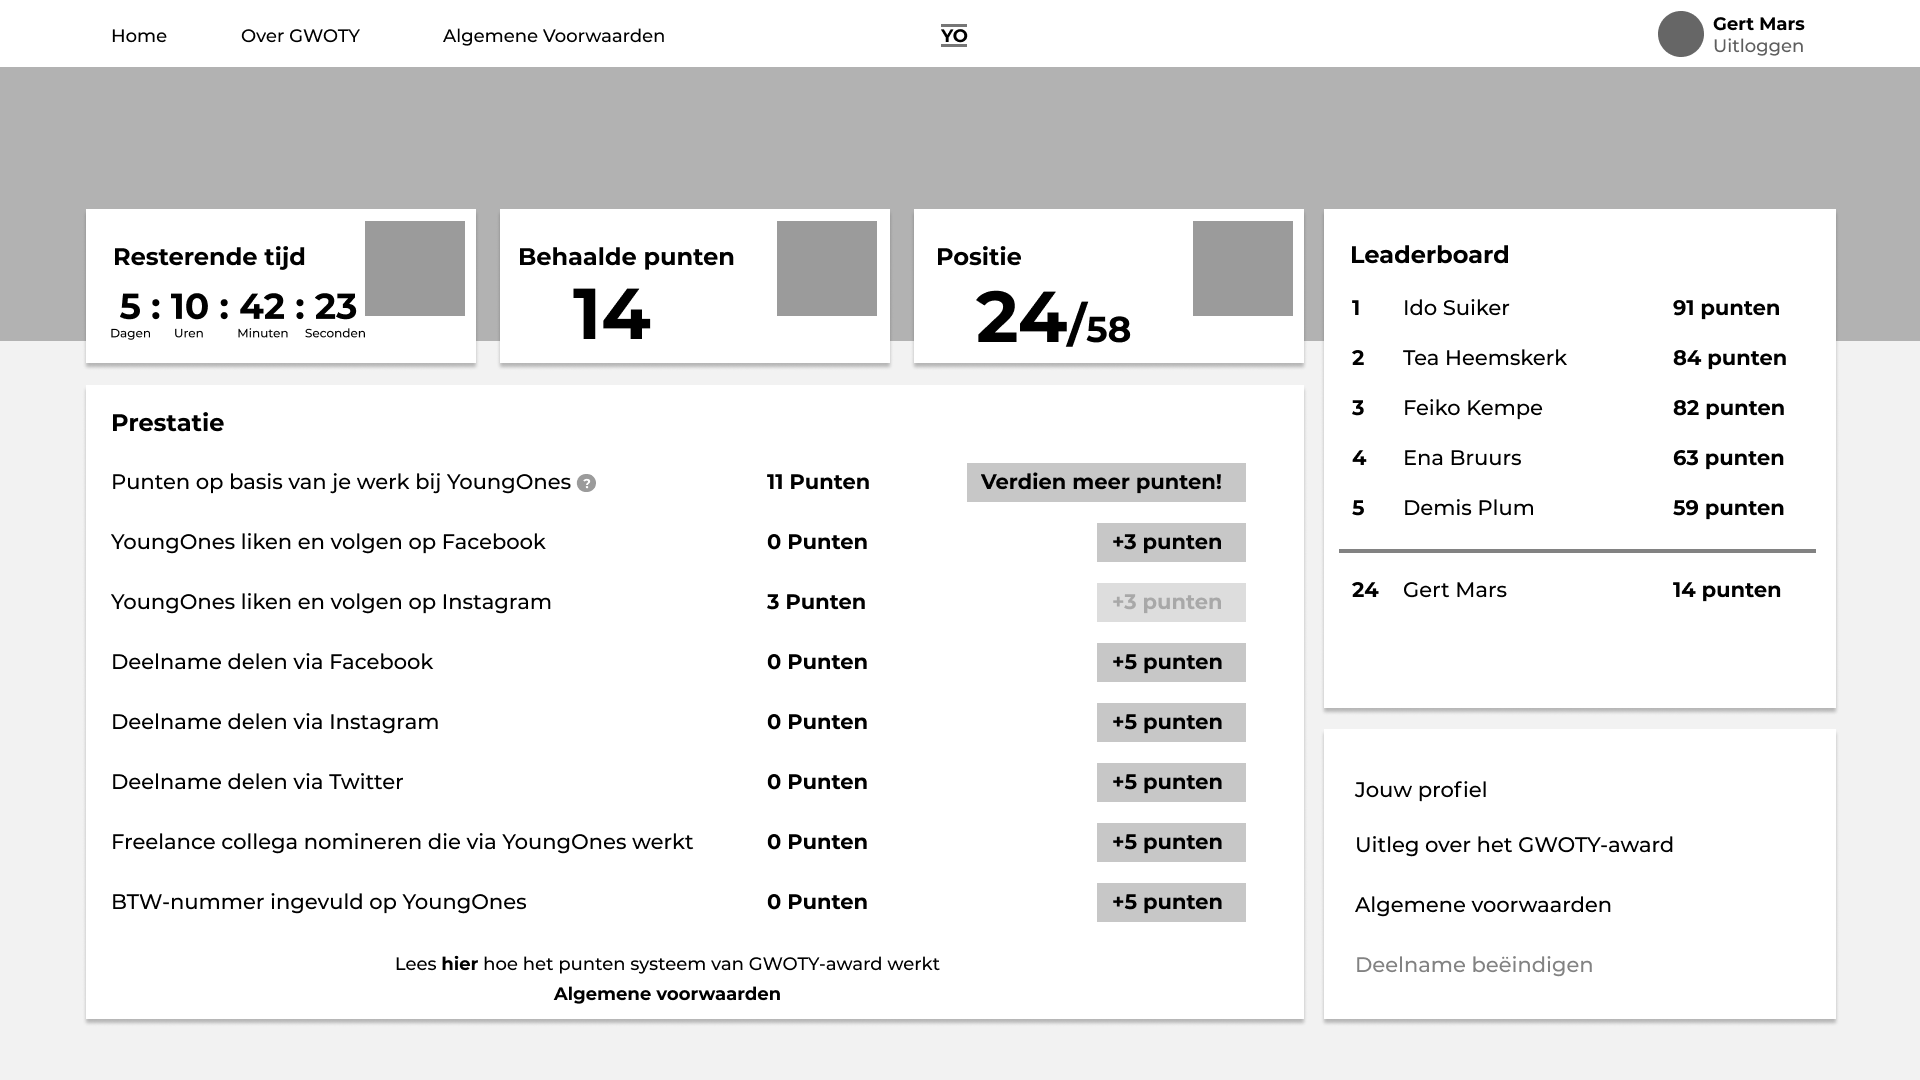 Home Over GWOTY Algemene Voorwaarden YO Gert Mars
Uitloggen
Resterende tijd
5 : 10 : 42 : 23
Dagen Uren Minuten Seconden
Behaalde punten
14
Positie
24/58
Leaderboard
1 Ido Suiker 91 punten
2 Tea Heemskerk 84 punten
3 Feiko Kempe 82 punten
4 Ena Bruurs 63 punten
5 Demis Plum 59 punten
24 Gert Mars 14 punten
Prestatie
Punten op basis van je werk bij YoungOnes ? 11 Punten Verdien meer punten!
YoungOnes liken en volgen op Facebook 0 Punten +3 punten
YoungOnes liken en volgen op Instagram 3 Punten +3 punten
Deelname delen via Facebook 0 Punten +5 punten
Deelname delen via Instagram 0 Punten +5 punten
Deelname delen via Twitter 0 Punten +5 punten
Freelance collega nomineren die via YoungOnes werkt 0 Punten +5 punten
BTW-nummer ingevuld op YoungOnes 0 Punten +5 punten
Lees hier hoe het punten systeem van GWOTY-award werkt
Algemene voorwaarden
Jouw profiel
Uitleg over het GWOTY-award
Algemene voorwaarden
Deelname beëindigen